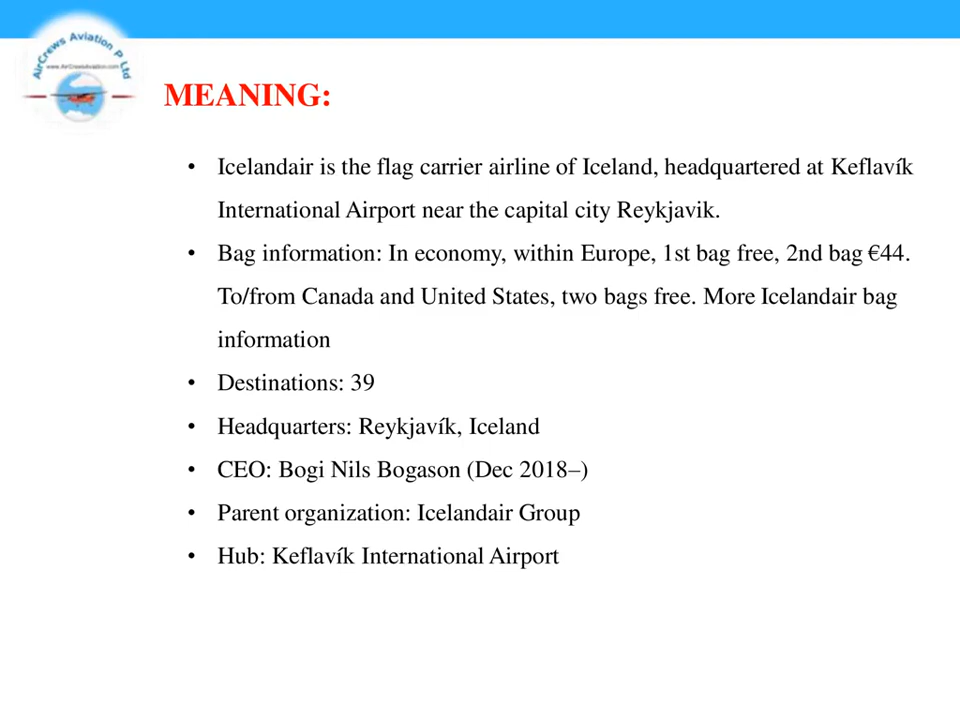 AirCrews Aviation P Ltd
www.AirCrewsAviation.com
MEANING:
• Icelandair is the flag carrier airline of Iceland, headquartered at Keflavík
International Airport near the capital city Reykjavik.
• Bag information: In economy, within Europe, 1st bag free, 2nd bag €44.
To/from Canada and United States, two bags free. More Icelandair bag
information
• Destinations: 39
• Headquarters: Reykjavík, Iceland
• CEO: Bogi Nils Bogason (Dec 2018–)
• Parent organization: Icelandair Group
• Hub: Keflavík International Airport